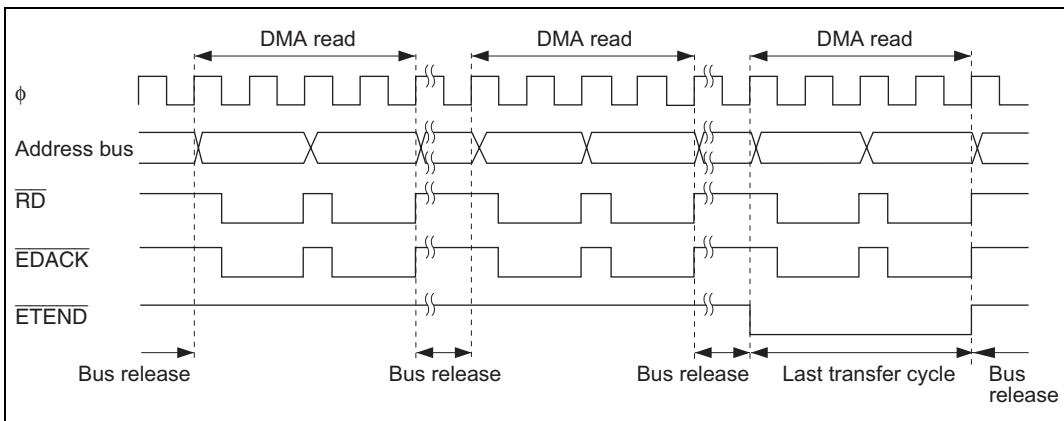 DMA read DMA read DMA read
ϕ
Address bus
RD
EDACK
ETEND
Bus release Bus release Bus release Last transfer cycle Bus
release